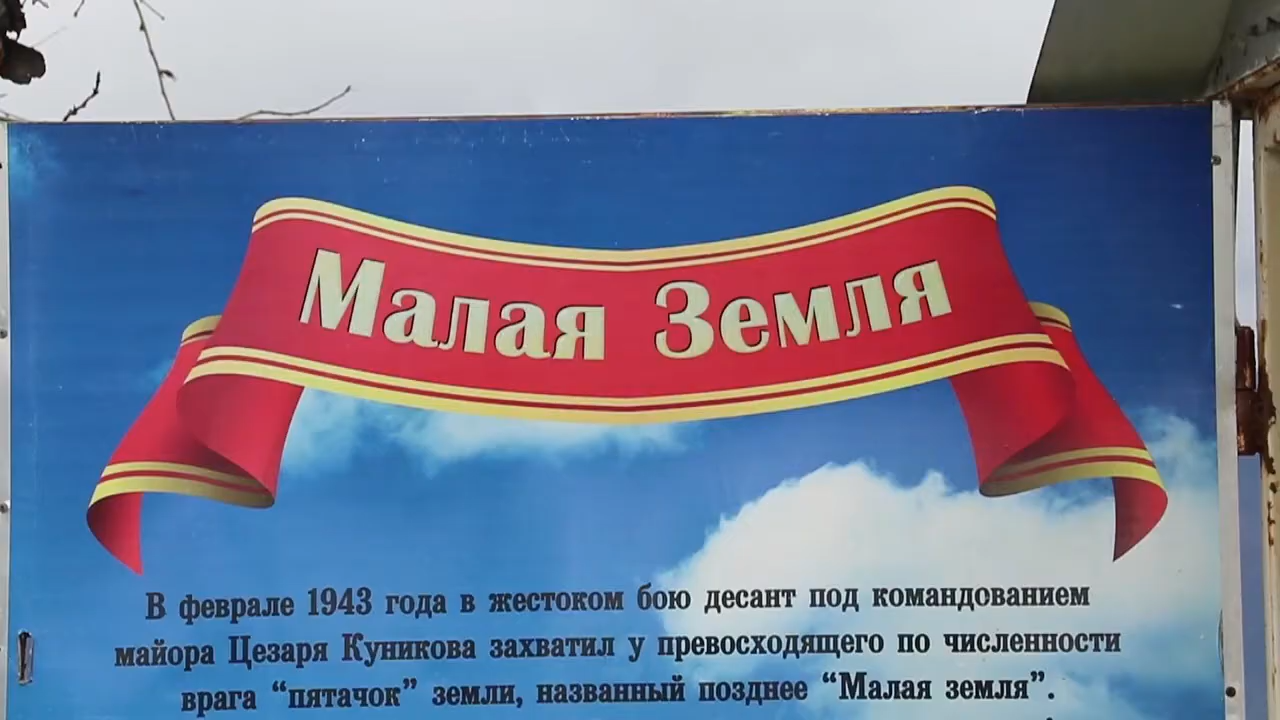 Малая Земля
В феврале 1943 года в жестоком бою десант под командованием
майора Цезаря Куникова захватил у превосходящего по численности
врага “пятачок” земли, названный позднее “Малая земля”.